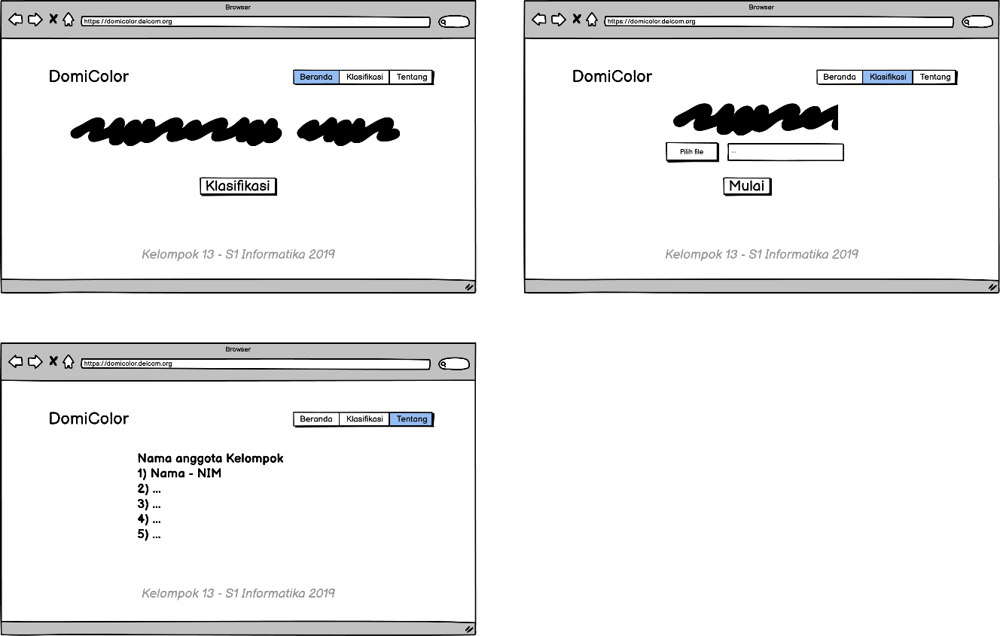 Browser
https://domicolor.delcom.org
DomiColor
Beranda Klasifikasi Tentang
Klasifikasi
Kelompok 13 - S1 Informatika 2019
Browser
https://domicolor.delcom.org
DomiColor
Beranda Klasifikasi Tentang
Pilih file ...
Mulai
Kelompok 13 - S1 Informatika 2019
Browser
https://domicolor.delcom.org
DomiColor
Beranda Klasifikasi Tentang
Nama anggota Kelompok
1) Nama - NIM
2) ...
3) ...
4) ...
5) ...
Kelompok 13 - S1 Informatika 2019